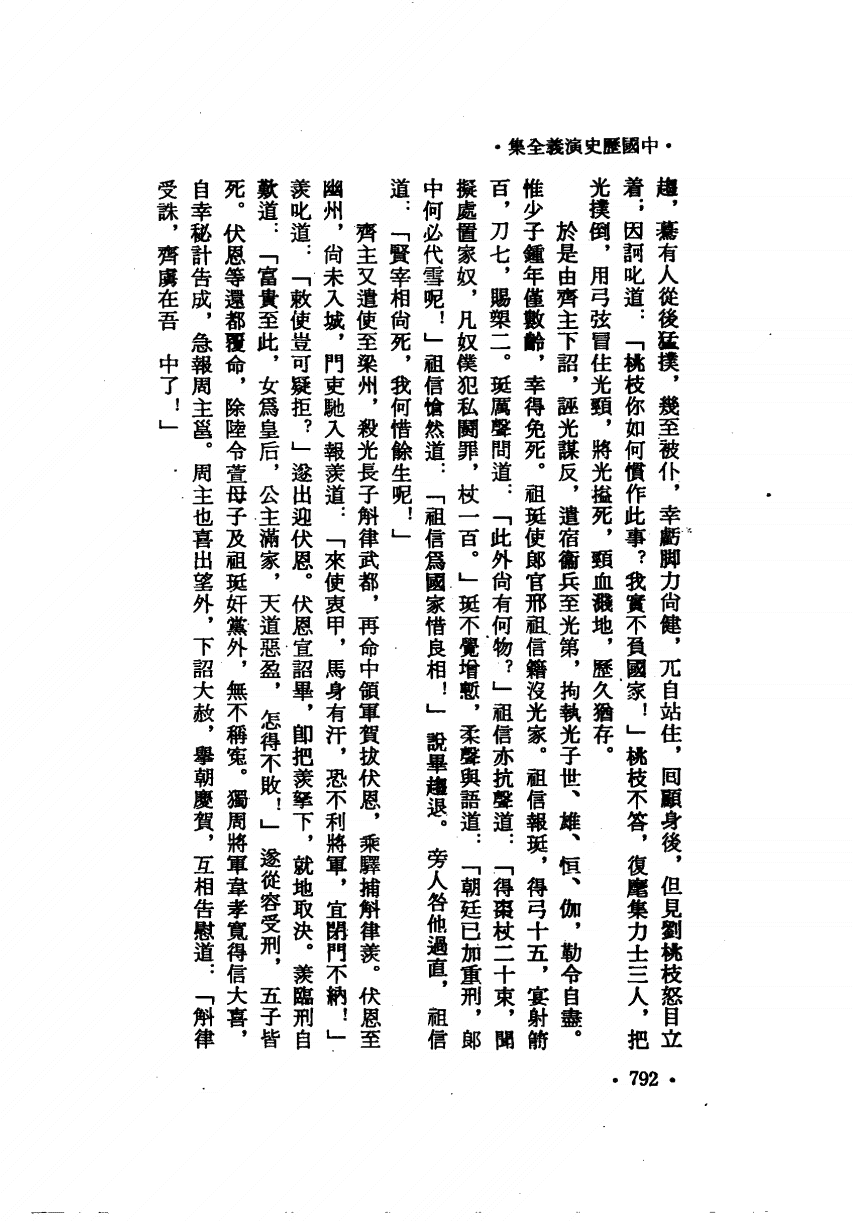 ·中國歷史演義全集·
趨，驀有人從後猛撲，幾至被仆，幸虧脚力尙健，兀自站住，回顧身後，但見劉桃枝怒目立
着；因訶叱道：「桃枝你如何慣作此事？我實不負國家！」桃枝不答，復麾集力士三人，把
光撲倒，用弓弦罥住光頸，將光搤死，頸血濺地，歷久猶存。
於是由齊主下詔，誣光謀反，遣宿衞兵至光第，拘執光子世、雄、恒、伽，勒令自盡。
惟少子鍾年僅數齡，幸得免死。祖珽使郎官邢祖信籍沒光家。祖信報珽，得弓十五，宴射箭
百，刀七，賜槊二。珽厲聲問道：「此外尙有何物？」祖信亦抗聲道：「得棗杖二十束，聞
擬處置家奴，凡奴僕犯私鬬罪，杖一百。」珽不覺增慙，柔聲與語道：「朝廷已加重刑，郎
中何必代雪呢！」祖信愴然道：「祖信爲國家惜良相！」說畢趨退。旁人咎他過直，祖信
道：「賢宰相尙死，我何惜餘生呢！」
齊主又遣使至梁州，殺光長子斛律武都，再命中領軍賀拔伏恩，乘驛捕斛律羨。伏恩至
幽州，尙未入城，門吏馳入報羨道：「來使衷甲，馬身有汗，恐不利將軍，宜閉門不納！」
羨叱道：「敕使豈可疑拒？」遂出迎伏恩。伏恩宣詔畢，卽把羨拏下，就地取決。羨臨刑自
歎道：「富貴至此，女爲皇后，公主滿家，天道惡盈，怎得不敗！」遂從容受刑，五子皆
死。伏恩等還都覆命，除陸令萱母子及祖珽奸黨外，無不稱寃。獨周將軍韋孝寬得信大喜，
自幸秘計告成，急報周主邕。周主也喜出望外，下詔大赦，舉朝慶賀，互相告慰道：「斛律
受誅，齊虜在吾 中了！」
·792·